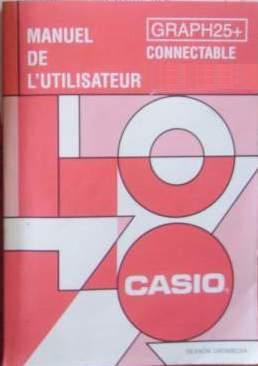 MANUEL
DE
L'UTILISATEUR
GRAPH25+
CONNECTABLE
CASIO